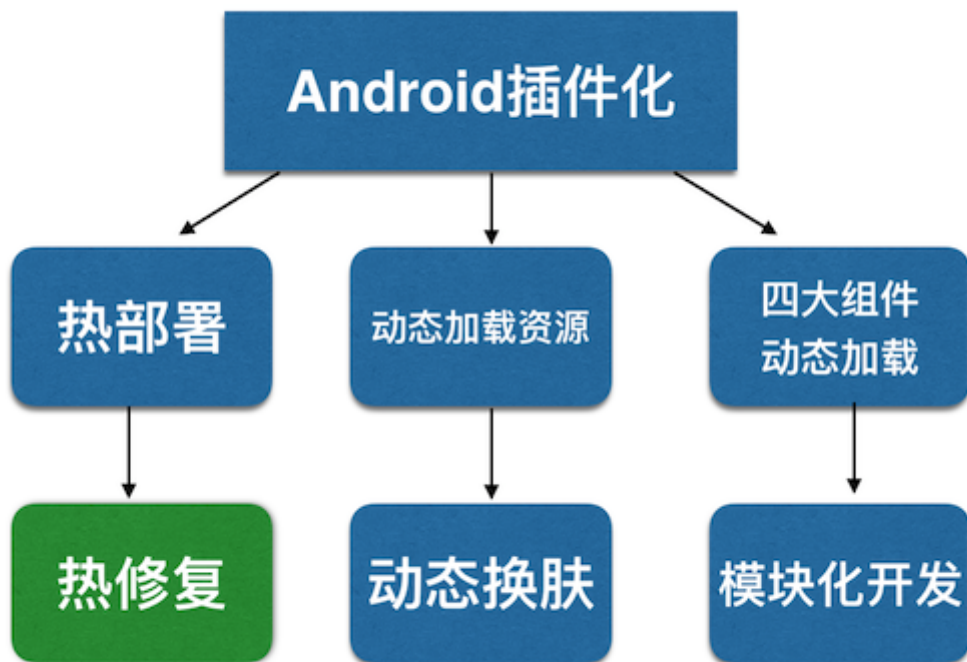 Android插件化
热部署
动态加载资源
四大组件
动态加载
热修复
动态换肤
模块化开发